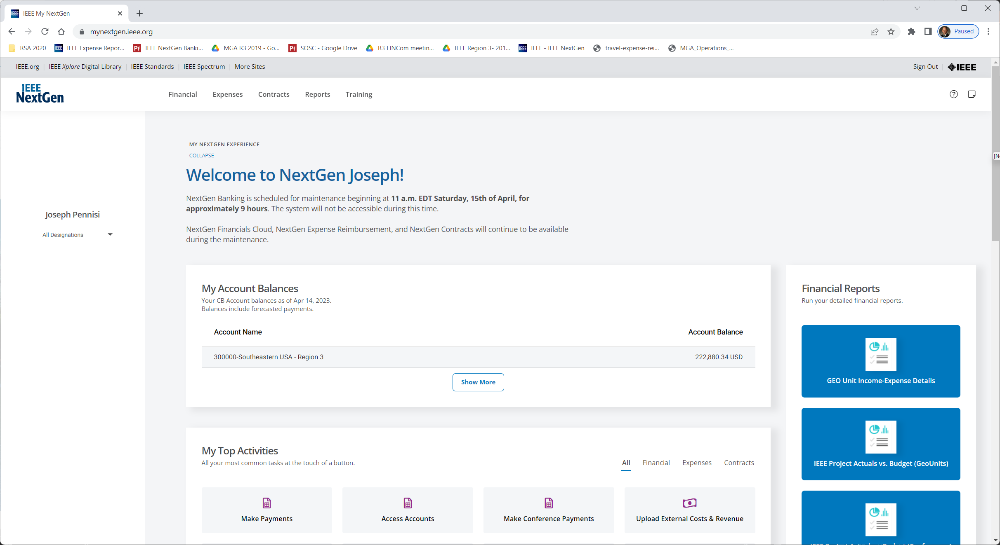 IEEE My NextGen
mynextgen.ieee.org
Paused
RSA 2020
IEEE Expense Repor...
IEEE NextGen Banki...
MGA R3 2019 - Go...
SOSC - Google Drive
R3 FINCom meetin...
IEEE Region 3- 201...
IEEE - IEEE NextGen
travel-expense-rei...
MGA_Operations_...
IEEE.org | IEEE Xplore Digital Library | IEEE Standards | IEEE Spectrum | More Sites
Sign Out | IEEE
IEEE
NextGen
Financial
Expenses
Contracts
Reports
Training
Joseph Pennisi
All Designations
MY NEXTGEN EXPERIENCE
COLLAPSE
Welcome to NextGen Joseph!
NextGen Banking is scheduled for maintenance beginning at 11 a.m. EDT Saturday, 15th of April, for
approximately 9 hours. The system will not be accessible during this time.
NextGen Financials Cloud, NextGen Expense Reimbursement, and NextGen Contracts will continue to be available
during the maintenance.
My Account Balances
Your CB Account balances as of Apr 14, 2023.
Balances include forecasted payments.
Account Name
Account Balance
300000-Southeastern USA - Region 3
222,880.34 USD
Show More
My Top Activities
All your most common tasks at the touch of a button.
All
Financial
Expenses
Contracts
Make Payments
Access Accounts
Make Conference Payments
Upload External Costs & Revenue
Financial Reports
Run your detailed financial reports.
GEO Unit Income-Expense Details
IEEE Project Actuals vs. Budget (GeoUnits)